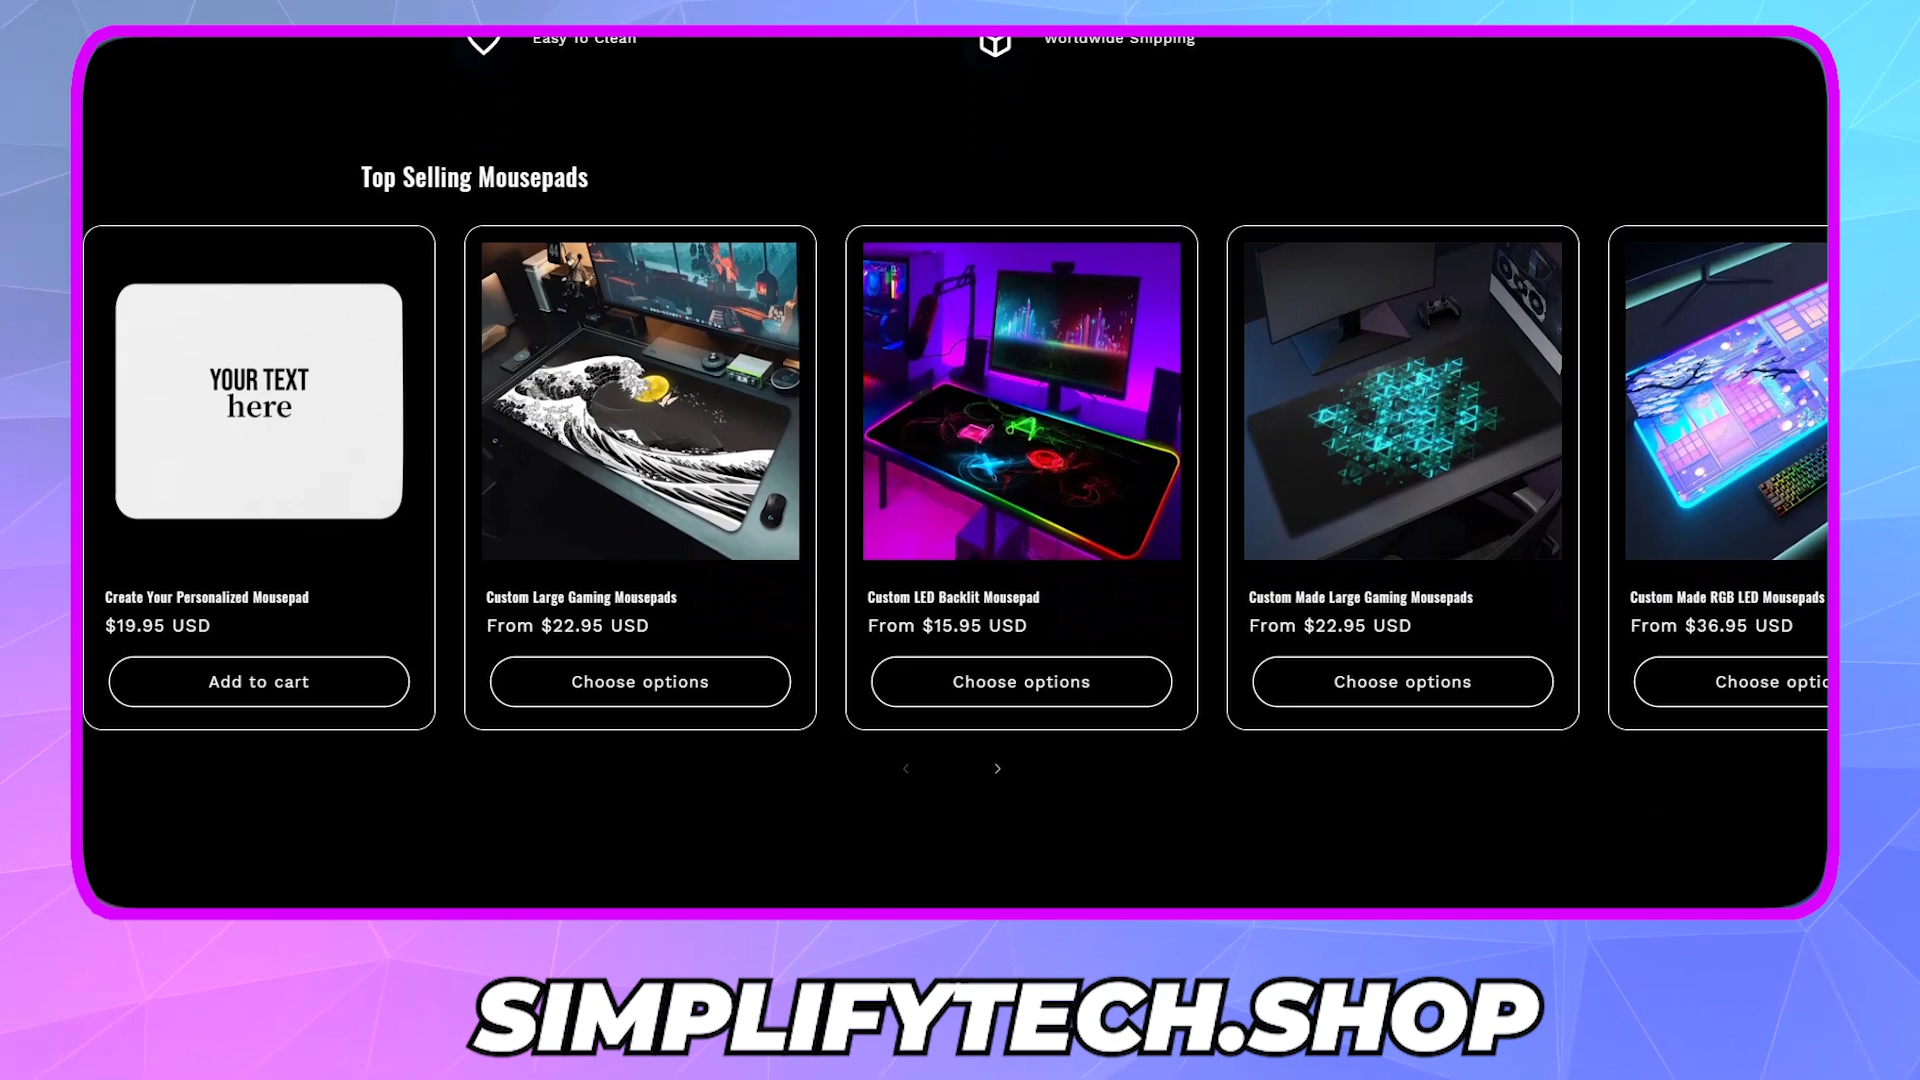 Easy To Clean
Worldwide Shipping
Top Selling Mousepads
YOUR TEXT
here
Create Your Personalized Mousepad
$19.95 USD
Add to cart
Custom Large Gaming Mousepads
From $22.95 USD
Choose options
Custom LED Backlit Mousepad
From $15.95 USD
Choose options
Custom Made Large Gaming Mousepads
From $22.95 USD
Choose options
Custom Made RGB LED Mousepads
From $36.95 USD
Choose optio
SIMPLIFYTECH.SHOP